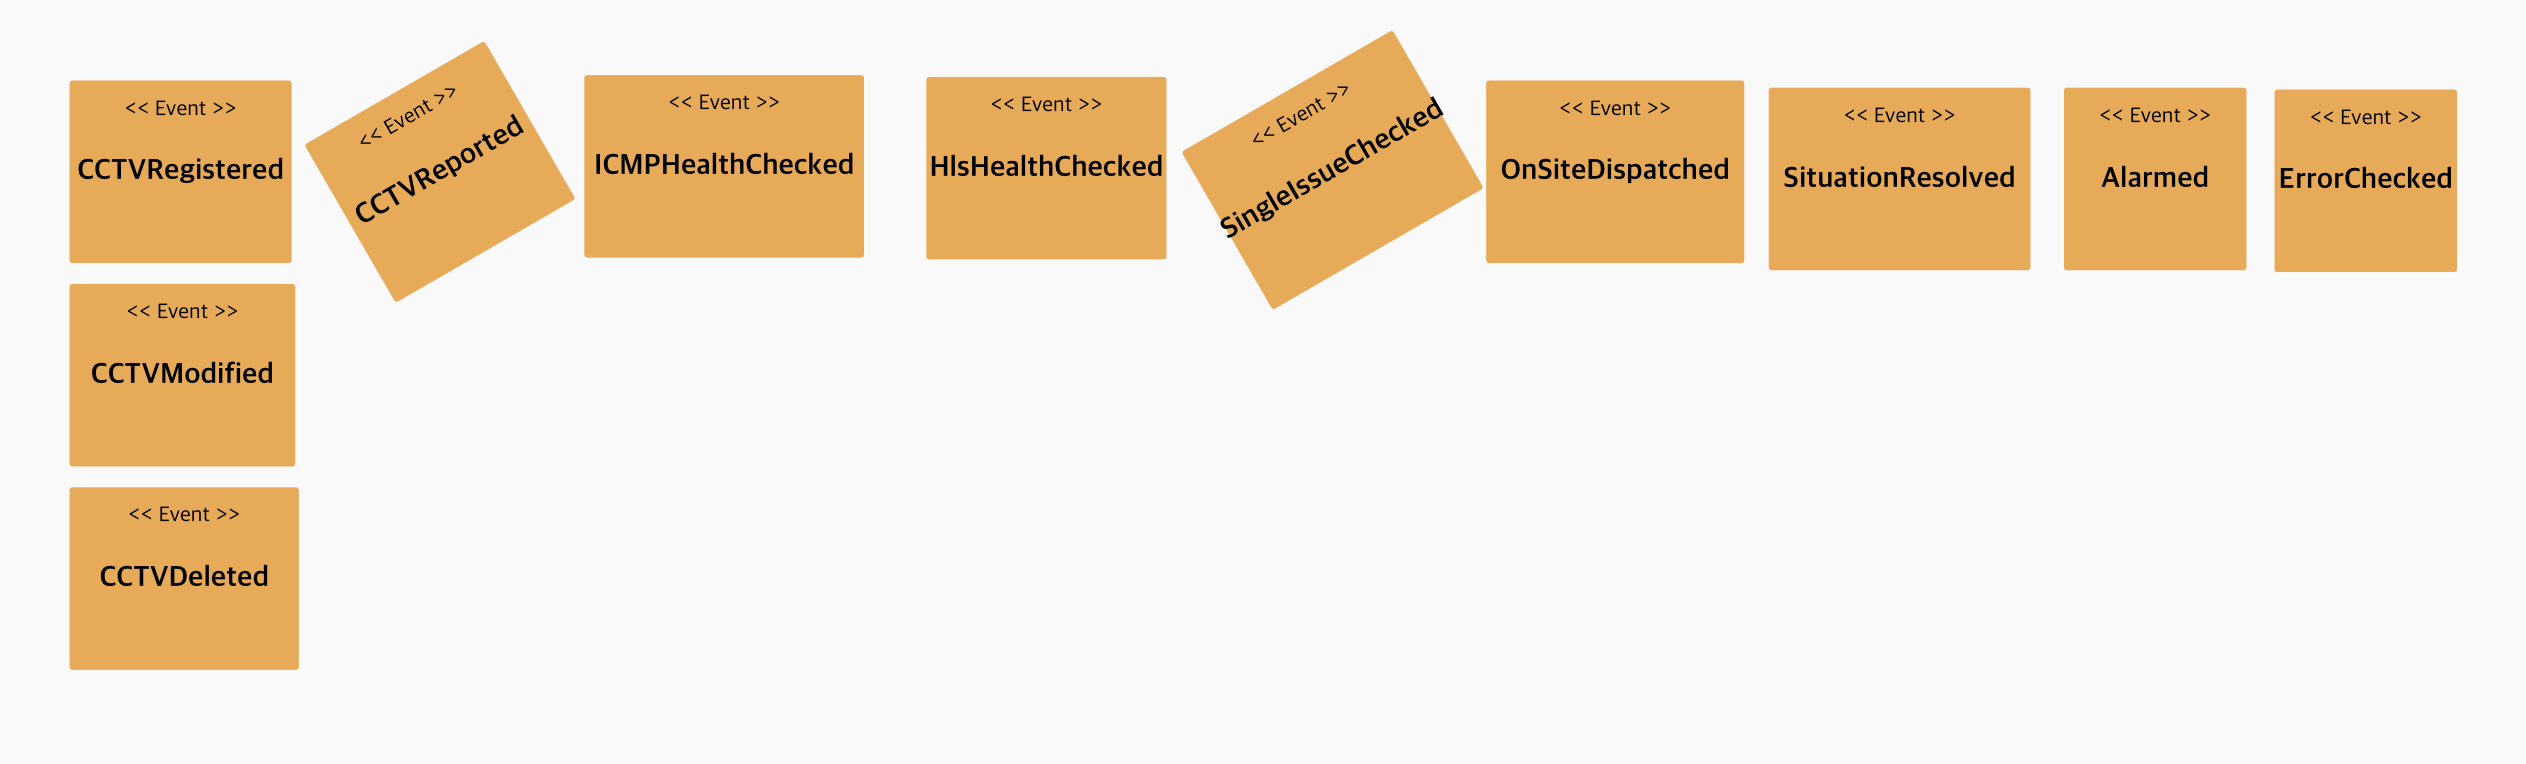 << Event >>
CCTVRegistered
<< Event >>
CCTVReported
<< Event >>
ICMPHealthChecked
<< Event >>
HlsHealthChecked
<< Event >>
SingleIssueChecked
<< Event >>
OnSiteDispatched
<< Event >>
SituationResolved
<< Event >>
Alarmed
<< Event >>
ErrorChecked
<< Event >>
CCTVModified
<< Event >>
CCTVDeleted